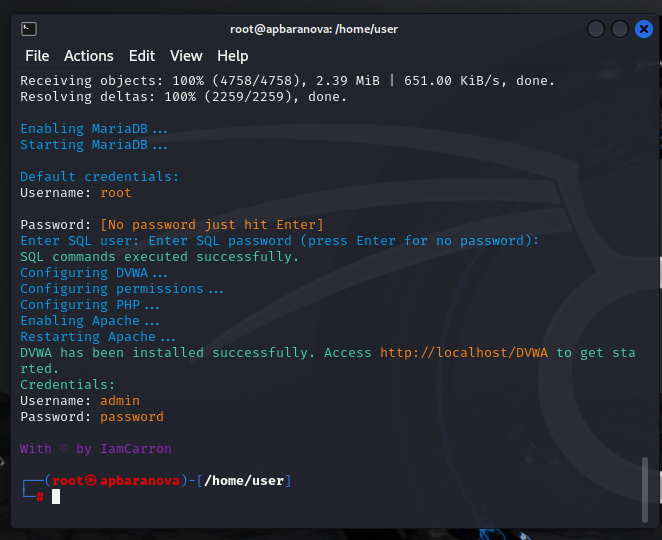 root@apbaranova: /home/user
File Actions Edit View Help
Receiving objects: 100% (4758/4758), 2.39 MiB | 651.00 KiB/s, done.
Resolving deltas: 100% (2259/2259), done.
Enabling MariaDB...
Starting MariaDB...
Default credentials:
Username: root
Password: [No password just hit Enter]
Enter SQL user: Enter SQL password (press Enter for no password):
SQL commands executed successfully.
Configuring DVWA...
Configuring permissions...
Configuring PHP...
Enabling Apache...
Restarting Apache...
DVWA has been installed successfully. Access http://localhost/DVWA to get sta
rted.
Credentials:
Username: admin
Password: password
With ♡ by IamCarron
┌──(root㉿apbaranova)-[/home/user]
└─#